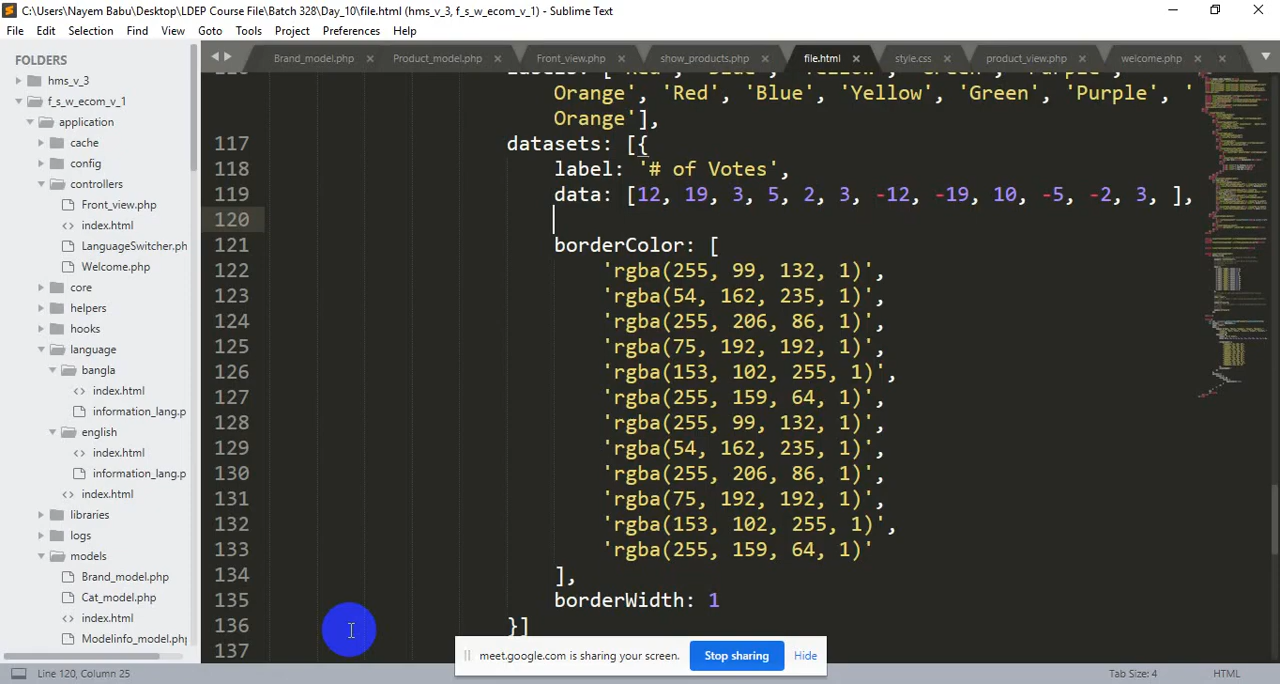 C:\Users\Nayem Babu\Desktop\LDEP Course File\Batch 328\Day_10\file.html (hms_v_3, f_s_w_ecom_v_1) - Sublime Text
File Edit Selection Find View Goto Tools Project Preferences Help
FOLDERS
hms_v_3
f_s_w_ecom_v_1
application
cache
config
controllers
Front_view.php
index.html
LanguageSwitcher.ph
Welcome.php
core
helpers
hooks
language
bangla
index.html
information_lang.p
english
index.html
information_lang.p
index.html
libraries
logs
models
Brand_model.php
Cat_model.php
index.html
Modelinfo_model.php
Brand_model.php Product_model.php Front_view.php show_products.php file.html style.css product_view.php welcome.php
Orange', 'Red', 'Blue', 'Yellow', 'Green', 'Purple', '
Orange'],
117 datasets: [{
118 label: '# of Votes',
119 data: [12, 19, 3, 5, 2, 3, -12, -19, 10, -5, -2, 3, ],
120
121 borderColor: [
122 'rgba(255, 99, 132, 1)',
123 'rgba(54, 162, 235, 1)',
124 'rgba(255, 206, 86, 1)',
125 'rgba(75, 192, 192, 1)',
126 'rgba(153, 102, 255, 1)',
127 'rgba(255, 159, 64, 1)',
128 'rgba(255, 99, 132, 1)',
129 'rgba(54, 162, 235, 1)',
130 'rgba(255, 206, 86, 1)',
131 'rgba(75, 192, 192, 1)',
132 'rgba(153, 102, 255, 1)',
133 'rgba(255, 159, 64, 1)'
134 ],
135 borderWidth: 1
136 }]
137
meet.google.com is sharing your screen. Stop sharing Hide
Line 120, Column 25 Tab Size: 4 HTML